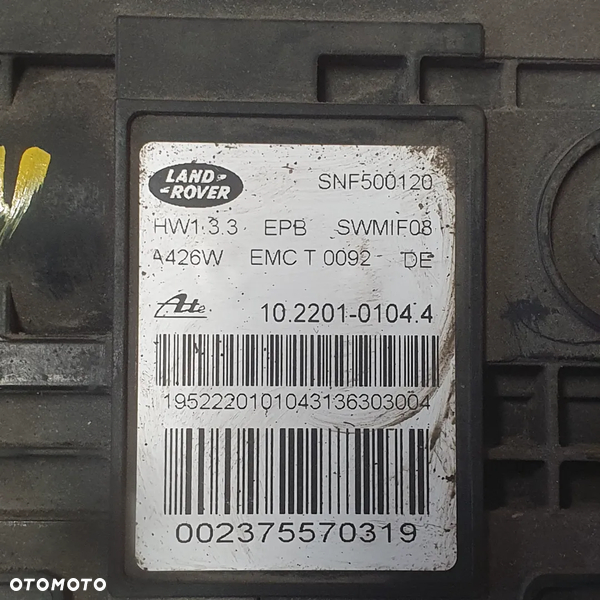 LAND
ROVER
SNF500120
HW1.3.3 EPB SWMIF08
A426W EMC T 0092 DE
Ate 10.2201-0104.4
1952220101043136303004
002375570319
OTOMOTO